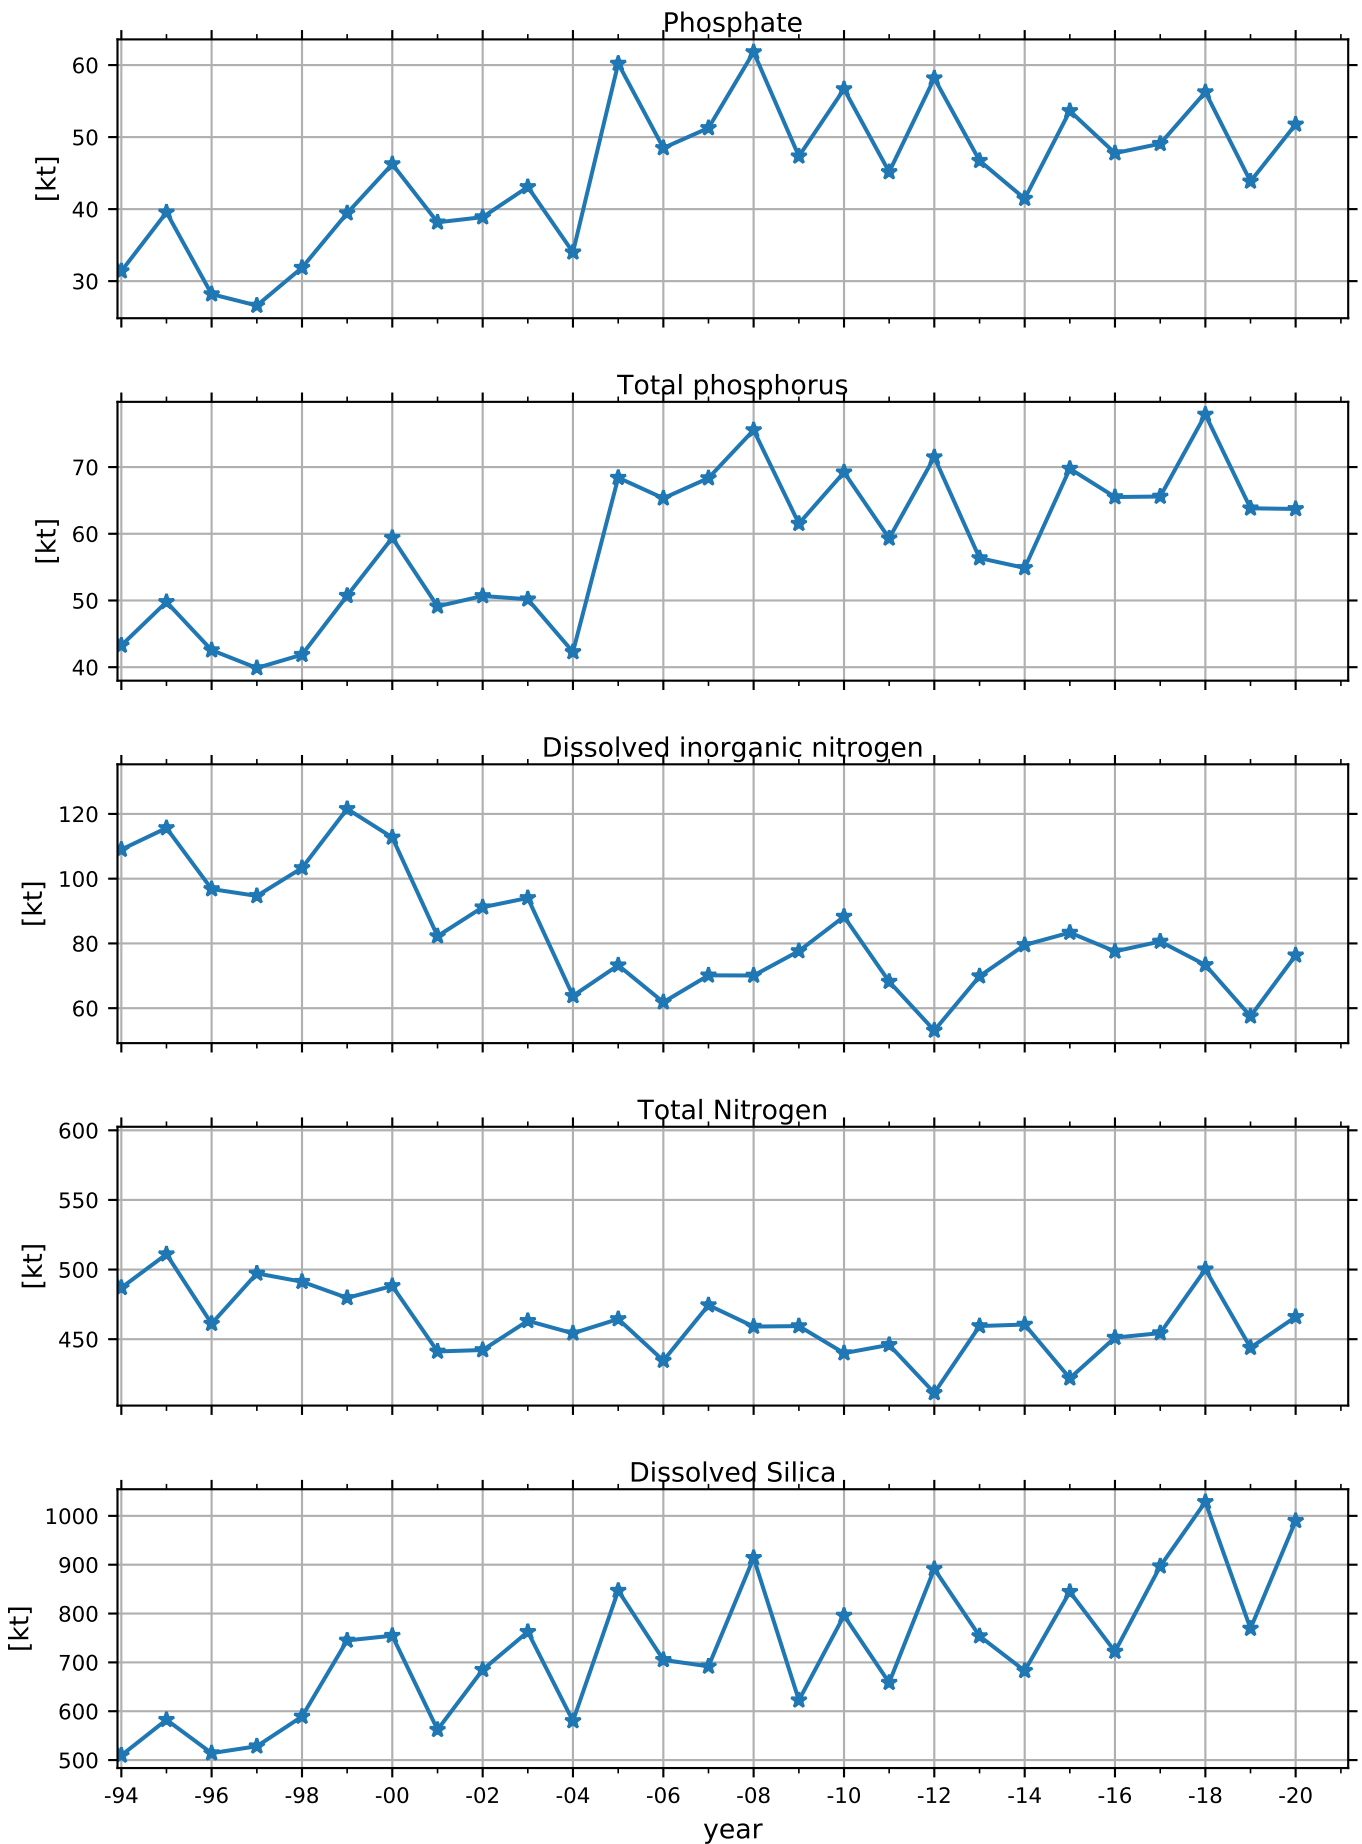 Phosphate
60
50
40
30
[kt]
Total phosphorus
70
60
50
40
[kt]
Dissolved inorganic nitrogen
120
100
80
60
[kt]
Total Nitrogen
600
550
500
450
[kt]
Dissolved Silica
1000
900
800
700
600
500
[kt]
-94 -96 -98 -00 -02 -04 -06 -08 -10 -12 -14 -16 -18 -20
year